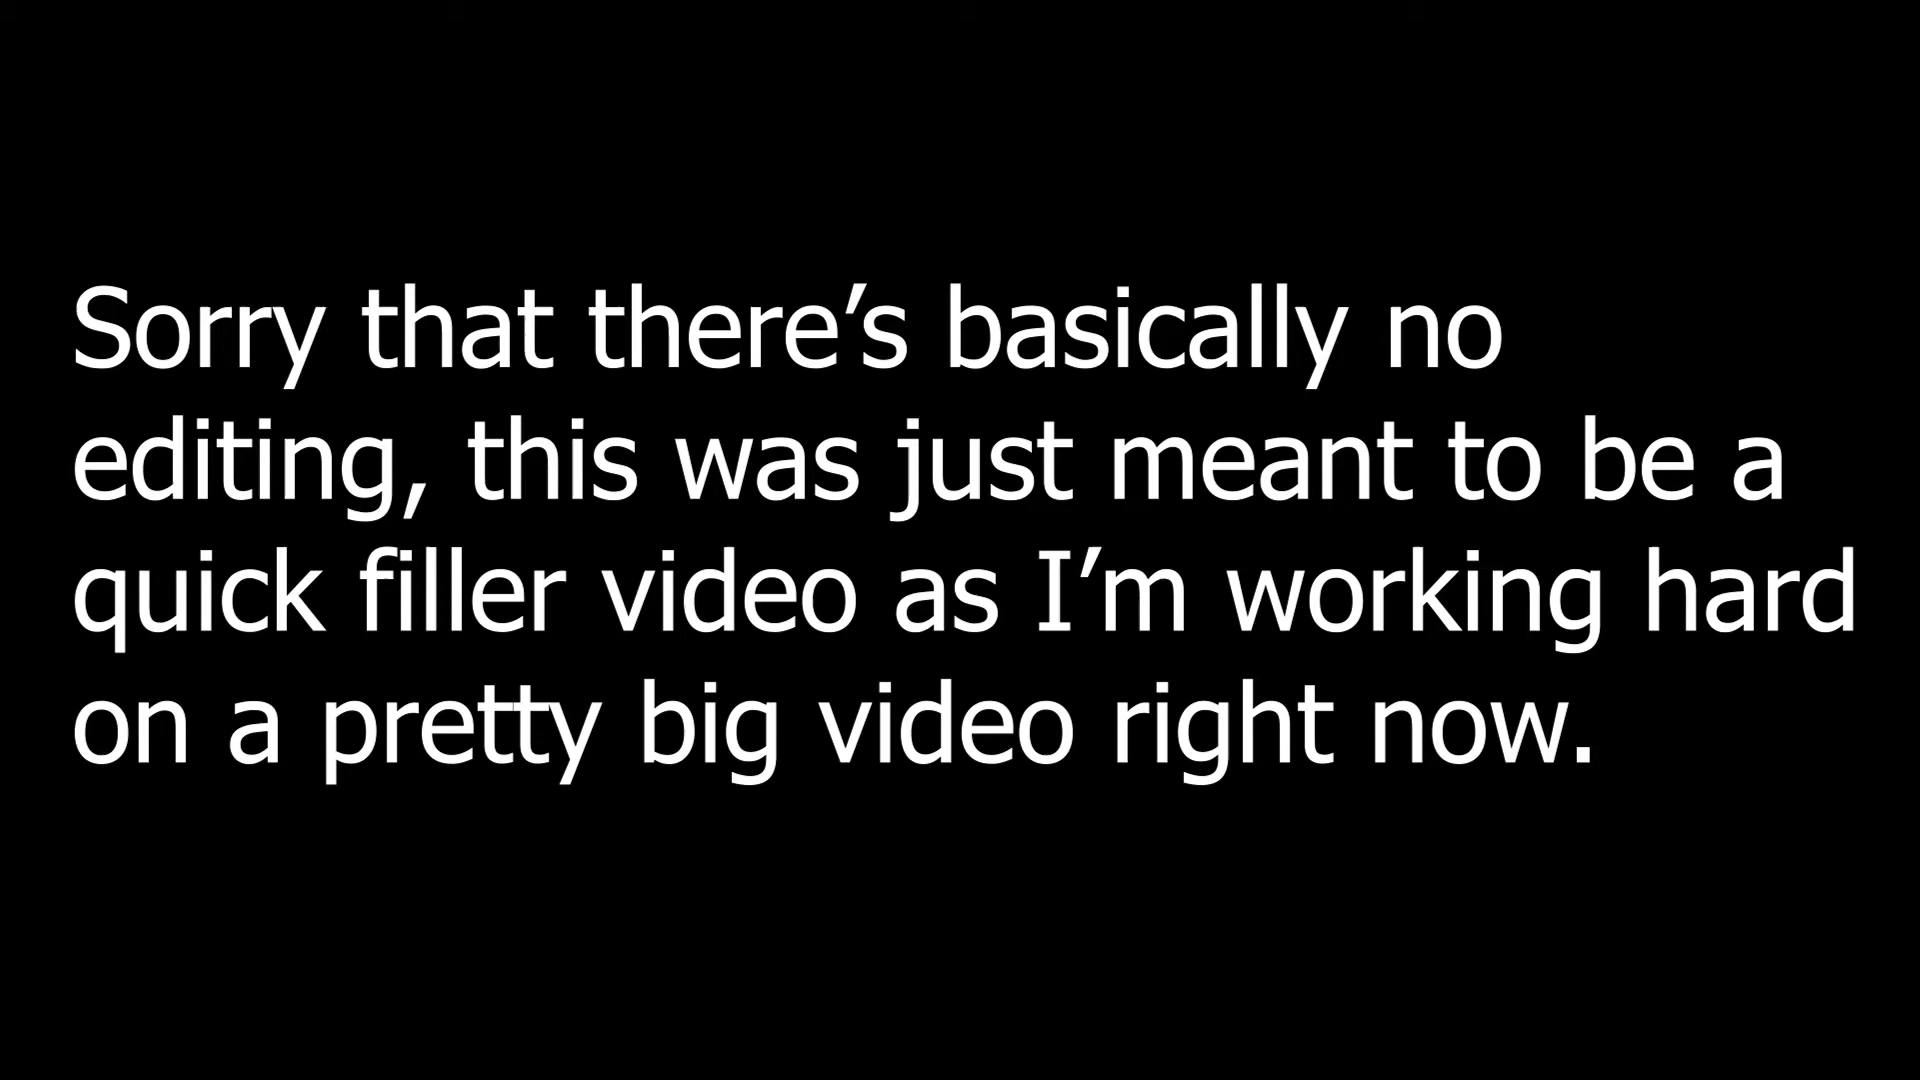 Sorry that there’s basically no
editing, this was just meant to be a
quick filler video as I’m working hard
on a pretty big video right now.